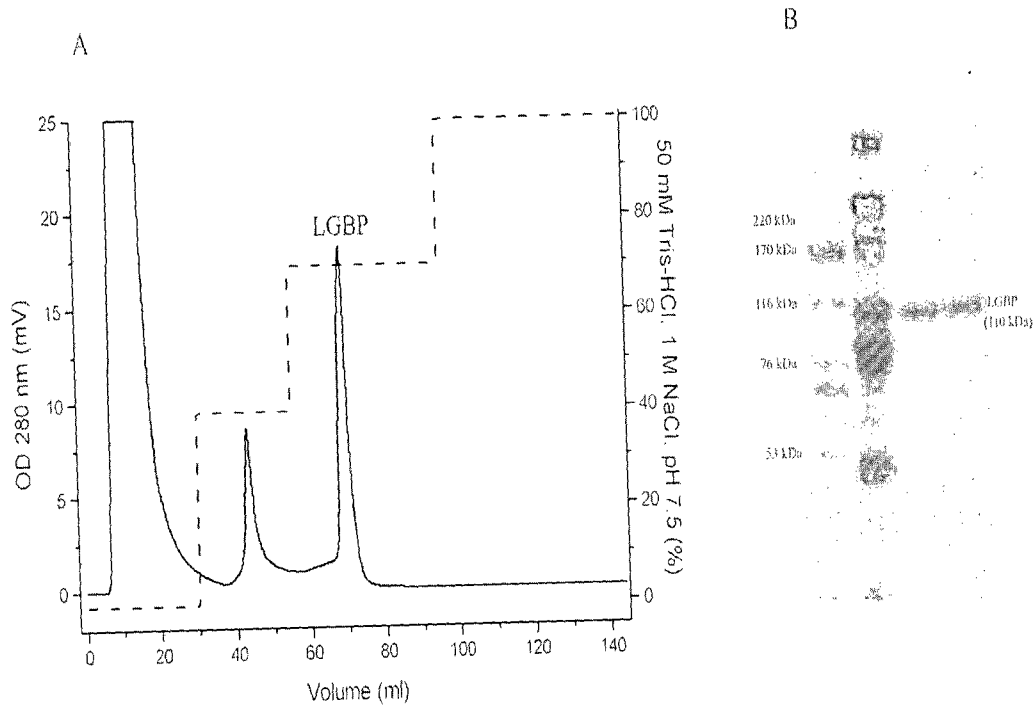 A
B
25
20
15
10
5
0
OD 280 nm (mV)
LGBP
100
80
60
40
20
0
50 mM Tris-HCl, 1 M NaCl, pH 7.5 (%)
0
20
40
60
80
100
120
140
Volume (ml)
220 kDa
170 kDa
116 kDa
76 kDa
53 kDa
LGBP
(110 kDa)